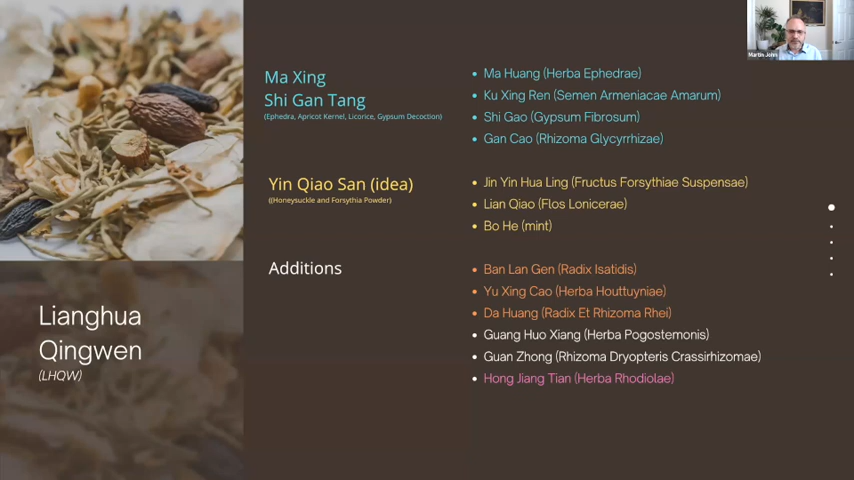 Martin John
Ma Xing
Shi Gan Tang
(Ephedra, Apricot Kernel, Licorice, Gypsum Decoction)
• Ma Huang (Herba Ephedrae)
• Ku Xing Ren (Semen Armeniacae Amarum)
• Shi Gao (Gypsum Fibrosum)
• Gan Cao (Rhizoma Glycyrrhizae)
Yin Qiao San (idea)
((Honeysuckle and Forsythia Powder)
• Jin Yin Hua Ling (Fructus Forsythiae Suspensae)
• Lian Qiao (Flos Lonicerae)
• Bo He (mint)
Additions
• Ban Lan Gen (Radix Isatidis)
• Yu Xing Cao (Herba Houttuyniae)
• Da Huang (Radix Et Rhizoma Rhei)
• Guang Huo Xiang (Herba Pogostemonis)
• Guan Zhong (Rhizoma Dryopteris Crassirhizomae)
• Hong Jiang Tian (Herba Rhodiolae)
Lianghua
Qingwen
(LHQW)